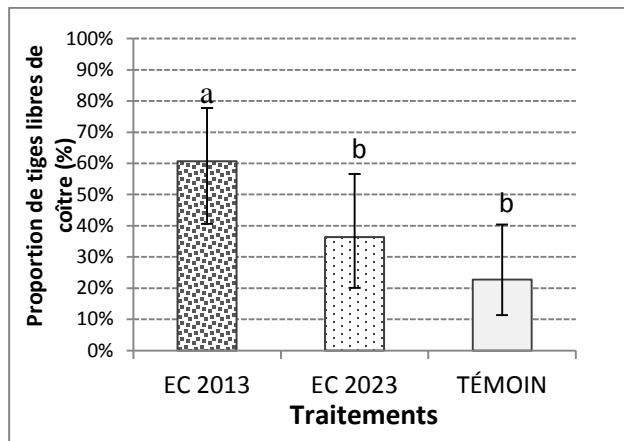 Proportion de tiges libres de
coître (%)
100%
90%
80%
70%
60%
50%
40%
30%
20%
10%
0%
a
b
b
EC 2013
EC 2023
TÉMOIN
Traitements